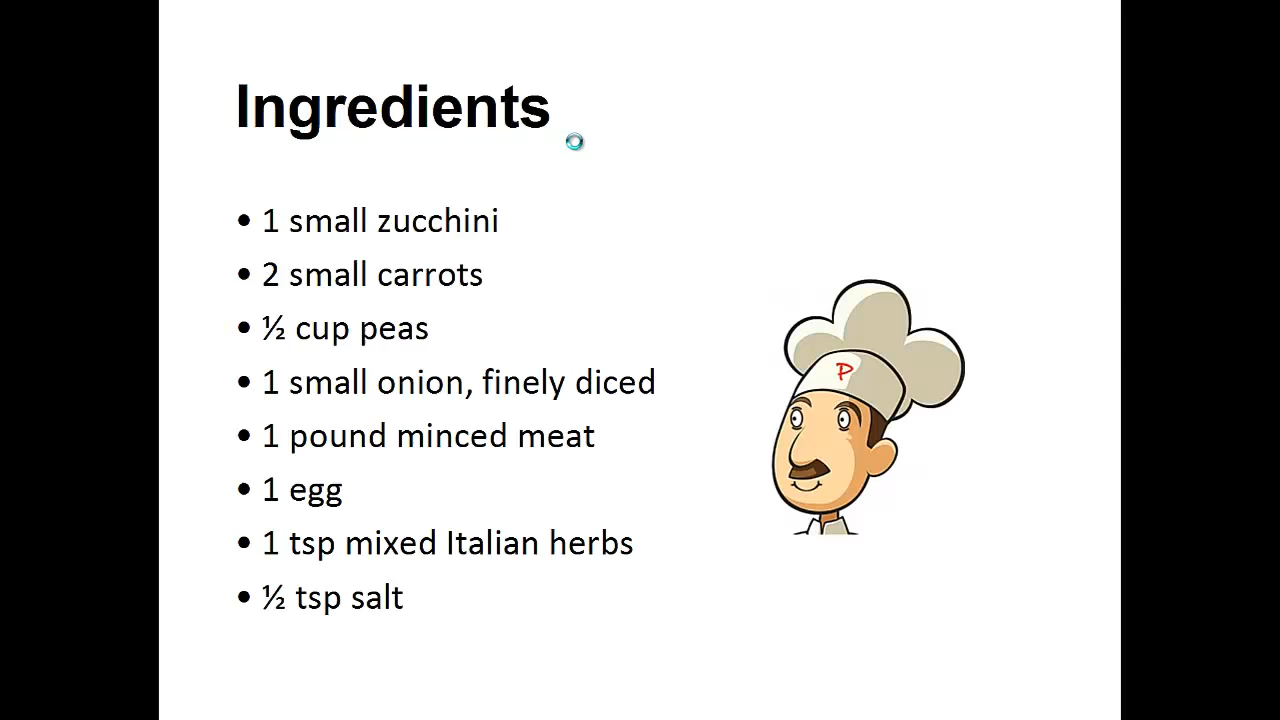 Ingredients
• 1 small zucchini
• 2 small carrots
• ½ cup peas
• 1 small onion, finely diced
• 1 pound minced meat
• 1 egg
• 1 tsp mixed Italian herbs
• ½ tsp salt
P